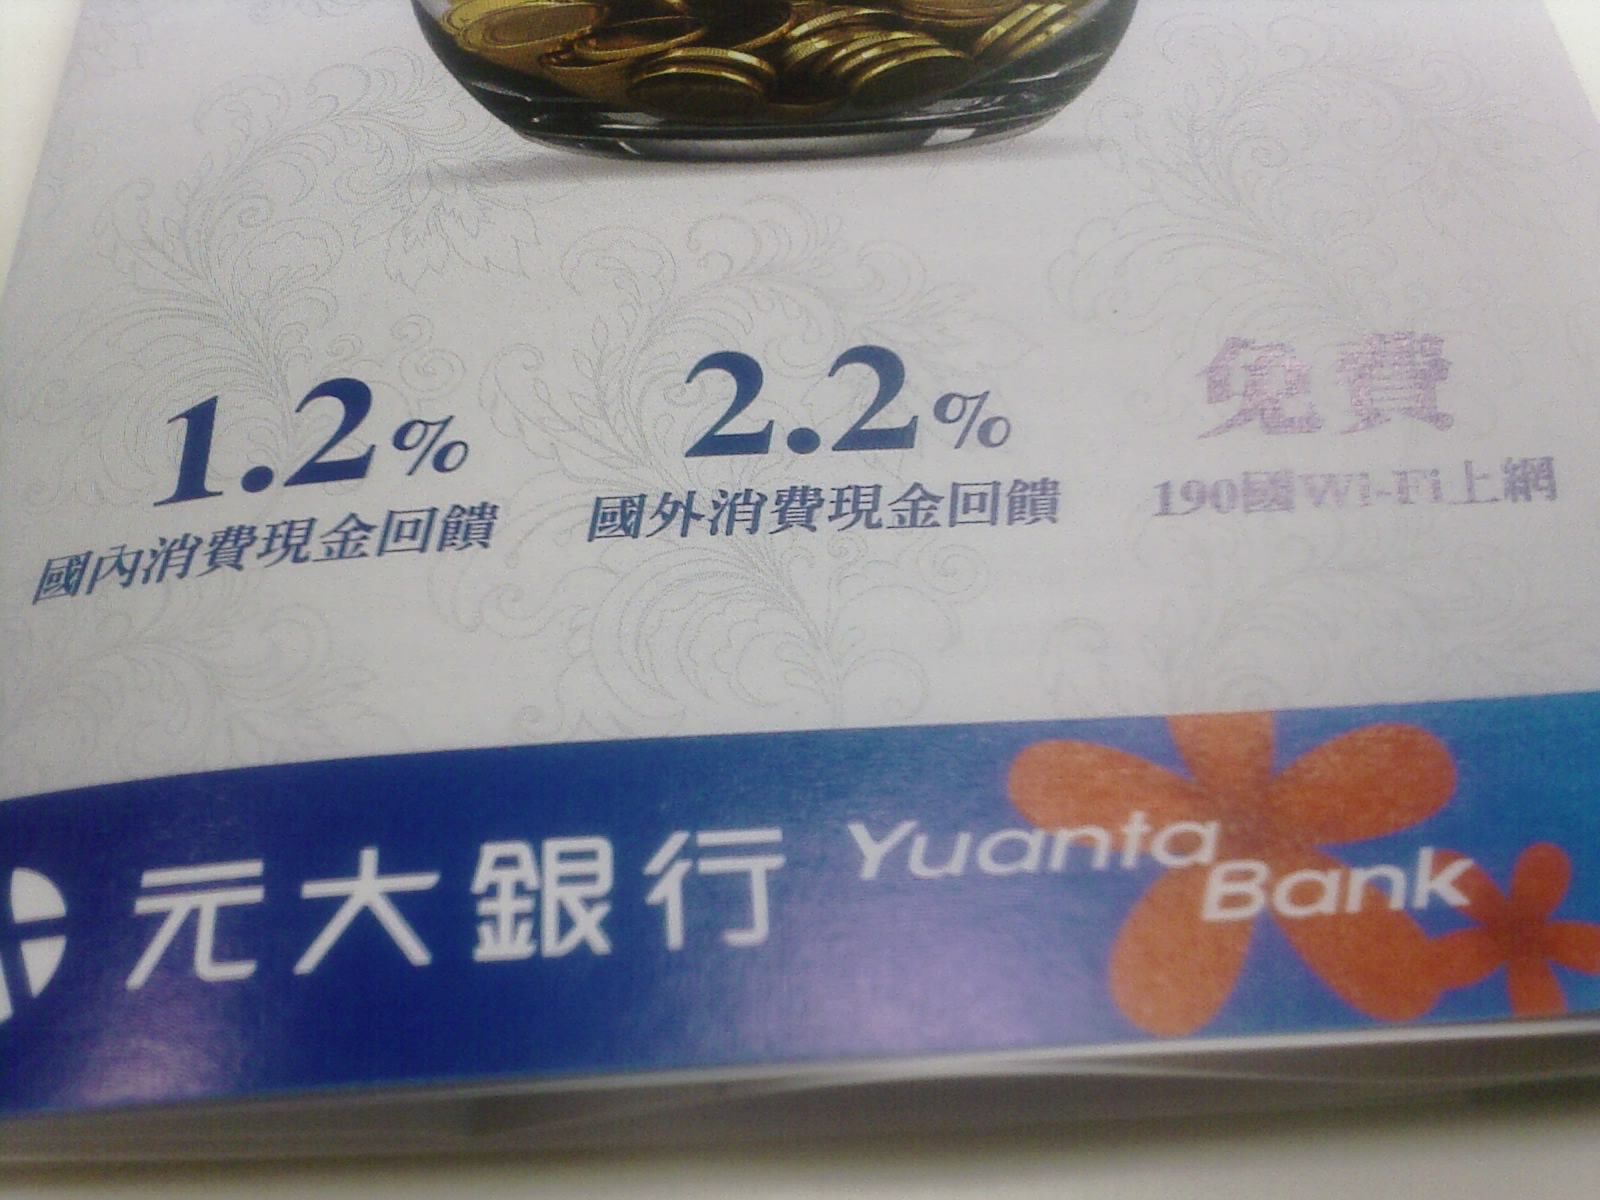 1.2%
國內消費現金回饋
2.2%
國外消費現金回饋
免費
190國Wi-Fi上網
元大銀行 Yuanta Bank